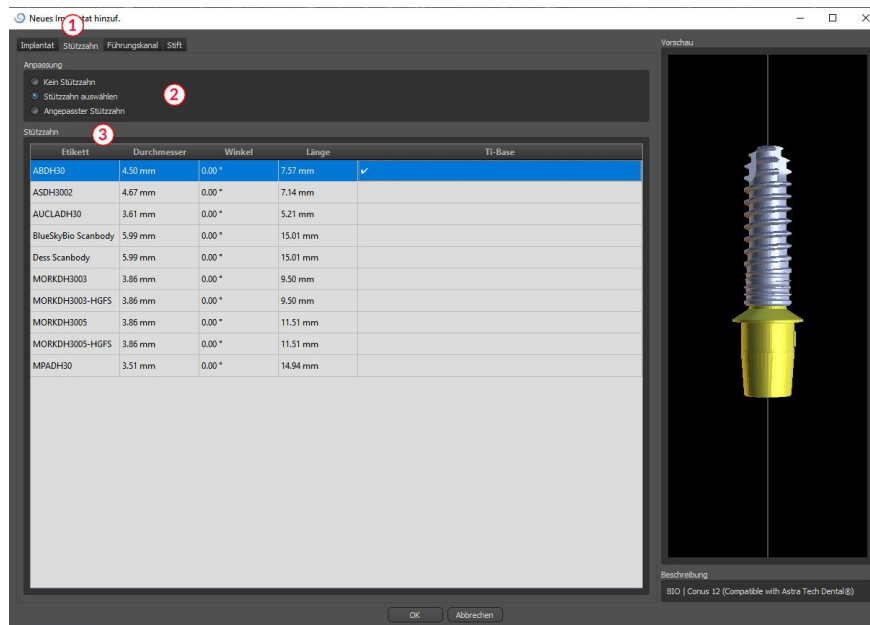 Neues Im tat hinzuf.
1
Implantat Stützzahn Führungskanal Stift
Vorschau
Anpassung
Kein Stützzahn
Stützzahn auswählen
2
Angepasster Stützzahn
Stützzahn
3
Etikett Durchmesser Winkel Länge Ti-Base
ABDH30 4.50 mm 0.00 ° 7.57 mm ✔
ASDH3002 4.67 mm 0.00 ° 7.14 mm
AUCLADH30 3.61 mm 0.00 ° 5.21 mm
BlueSkyBio Scanbody 5.99 mm 0.00 ° 15.01 mm
Dess Scanbody 5.99 mm 0.00 ° 15.01 mm
MORKDH3003 3.86 mm 0.00 ° 9.50 mm
MORKDH3003-HGFS 3.86 mm 0.00 ° 9.50 mm
MORKDH3005 3.86 mm 0.00 ° 11.51 mm
MORKDH3005-HGFS 3.86 mm 0.00 ° 11.51 mm
MPADH30 3.51 mm 0.00 ° 14.94 mm
Beschreibung
BIO | Conus 12 (Compatible with Astra Tech Dental®)
OK Abbrechen